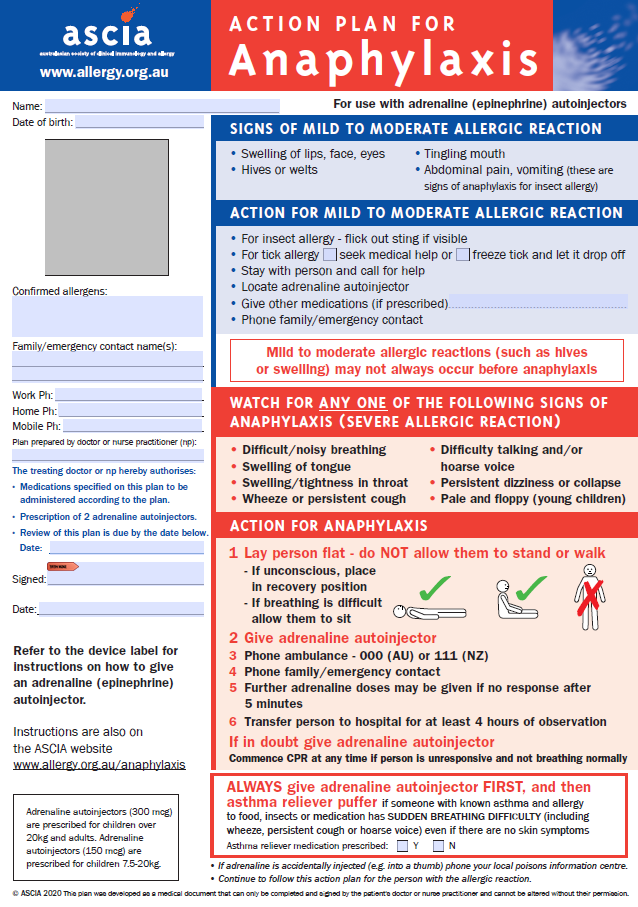 ascia
australasian society of clinical immunology and allergy
www.allergy.org.au
ACTION PLAN FOR
Anaphylaxis
Name:
For use with adrenaline (epinephrine) autoinjectors
Date of birth:
Confirmed allergens:
Family/emergency contact name(s):
Work Ph:
Home Ph:
Mobile Ph:
Plan prepared by doctor or nurse practitioner (np):
The treating doctor or np hereby authorises:
• Medications specified on this plan to be
administered according to the plan.
• Prescription of 2 adrenaline autoinjectors.
• Review of this plan is due by the date below.
Date:
Signed:
Date:
Refer to the device label for
instructions on how to give
an adrenaline (epinephrine)
autoinjector.
Instructions are also on
the ASCIA website
www.allergy.org.au/anaphylaxis
Adrenaline autoinjectors (300 mcg)
are prescribed for children over
20kg and adults. Adrenaline
autoinjectors (150 mcg) are
prescribed for children 7.5-20kg.
SIGNS OF MILD TO MODERATE ALLERGIC REACTION
• Swelling of lips, face, eyes
• Hives or welts
• Tingling mouth
• Abdominal pain, vomiting (these are
signs of anaphylaxis for insect allergy)
ACTION FOR MILD TO MODERATE ALLERGIC REACTION
• For insect allergy - flick out sting if visible
• For tick allergy seek medical help or freeze tick and let it drop off
• Stay with person and call for help
• Locate adrenaline autoinjector
• Give other medications (if prescribed)
• Phone family/emergency contact
Mild to moderate allergic reactions (such as hives
or swelling) may not always occur before anaphylaxis
WATCH FOR ANY ONE OF THE FOLLOWING SIGNS OF
ANAPHYLAXIS (SEVERE ALLERGIC REACTION)
• Difficult/noisy breathing
• Swelling of tongue
• Swelling/tightness in throat
• Wheeze or persistent cough
• Difficulty talking and/or
hoarse voice
• Persistent dizziness or collapse
• Pale and floppy (young children)
ACTION FOR ANAPHYLAXIS
1 Lay person flat - do NOT allow them to stand or walk
- If unconscious, place
in recovery position
- If breathing is difficult
allow them to sit
2 Give adrenaline autoinjector
3 Phone ambulance - 000 (AU) or 111 (NZ)
4 Phone family/emergency contact
5 Further adrenaline doses may be given if no response after
5 minutes
6 Transfer person to hospital for at least 4 hours of observation
If in doubt give adrenaline autoinjector
Commence CPR at any time if person is unresponsive and not breathing normally
ALWAYS give adrenaline autoinjector FIRST, and then
asthma reliever puffer if someone with known asthma and allergy
to food, insects or medication has SUDDEN BREATHING DIFFICULTY (including
wheeze, persistent cough or hoarse voice) even if there are no skin symptoms
Asthma reliever medication prescribed: Y N
• If adrenaline is accidentally injected (e.g. into a thumb) phone your local poisons information centre.
• Continue to follow this action plan for the person with the allergic reaction.
© ASCIA 2020 This plan was developed as a medical document that can only be completed and signed by the patient's doctor or nurse practitioner and cannot be altered without their permission.